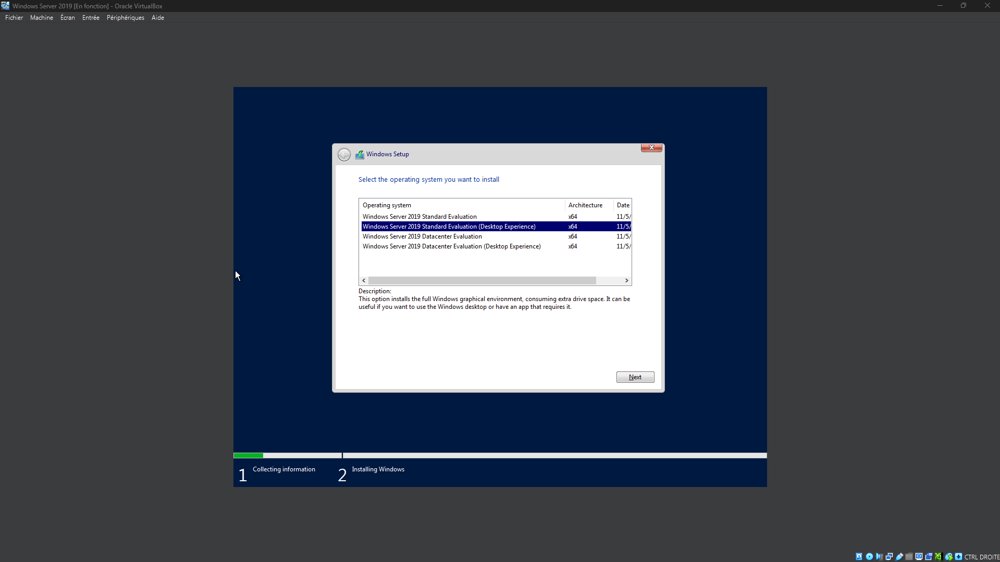 Windows Server 2019 [En fonction] - Oracle VirtualBox
Fichier Machine Écran Entrée Périphériques Aide
Windows Setup
Select the operating system you want to install
Operating system Architecture Date
Windows Server 2019 Standard Evaluation x64 11/5/
Windows Server 2019 Standard Evaluation (Desktop Experience) x64 11/5/
Windows Server 2019 Datacenter Evaluation x64 11/5/
Windows Server 2019 Datacenter Evaluation (Desktop Experience) x64 11/5/
Description:
This option installs the full Windows graphical environment, consuming extra drive space. It can be
useful if you want to use the Windows desktop or have an app that requires it.
Next
1 Collecting information 2 Installing Windows
CTRL DROITE